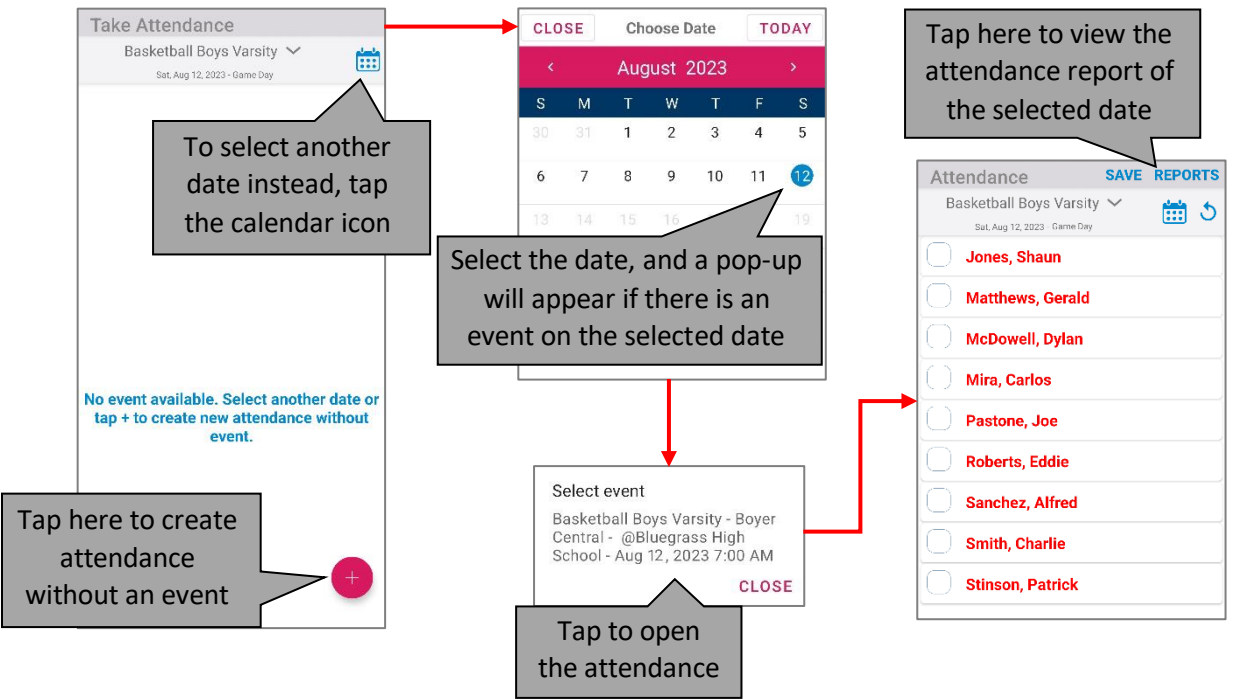 Take Attendance
Basketball Boys Varsity
Sat, Aug 12, 2023 - Game Day
To select another
date instead, tap
the calendar icon
No event available. Select another date or
tap + to create new attendance without
event.
Tap here to create
attendance
without an event
+
CLOSE Choose Date TODAY
< August 2023 >
S M T W T F S
30 31 1 2 3 4 5
6 7 8 9 10 11 12
13 14 15 16 19
Select the date, and a pop-up
will appear if there is an
event on the selected date
Select event
Basketball Boys Varsity - Boyer
Central - @Bluegrass High
School - Aug 12, 2023 7:00 AM
CLOSE
Tap to open
the attendance
Tap here to view the
attendance report of
the selected date
Attendance SAVE REPORTS
Basketball Boys Varsity
Sat, Aug 12, 2023 - Game Day
Jones, Shaun
Matthews, Gerald
McDowell, Dylan
Mira, Carlos
Pastone, Joe
Roberts, Eddie
Sanchez, Alfred
Smith, Charlie
Stinson, Patrick